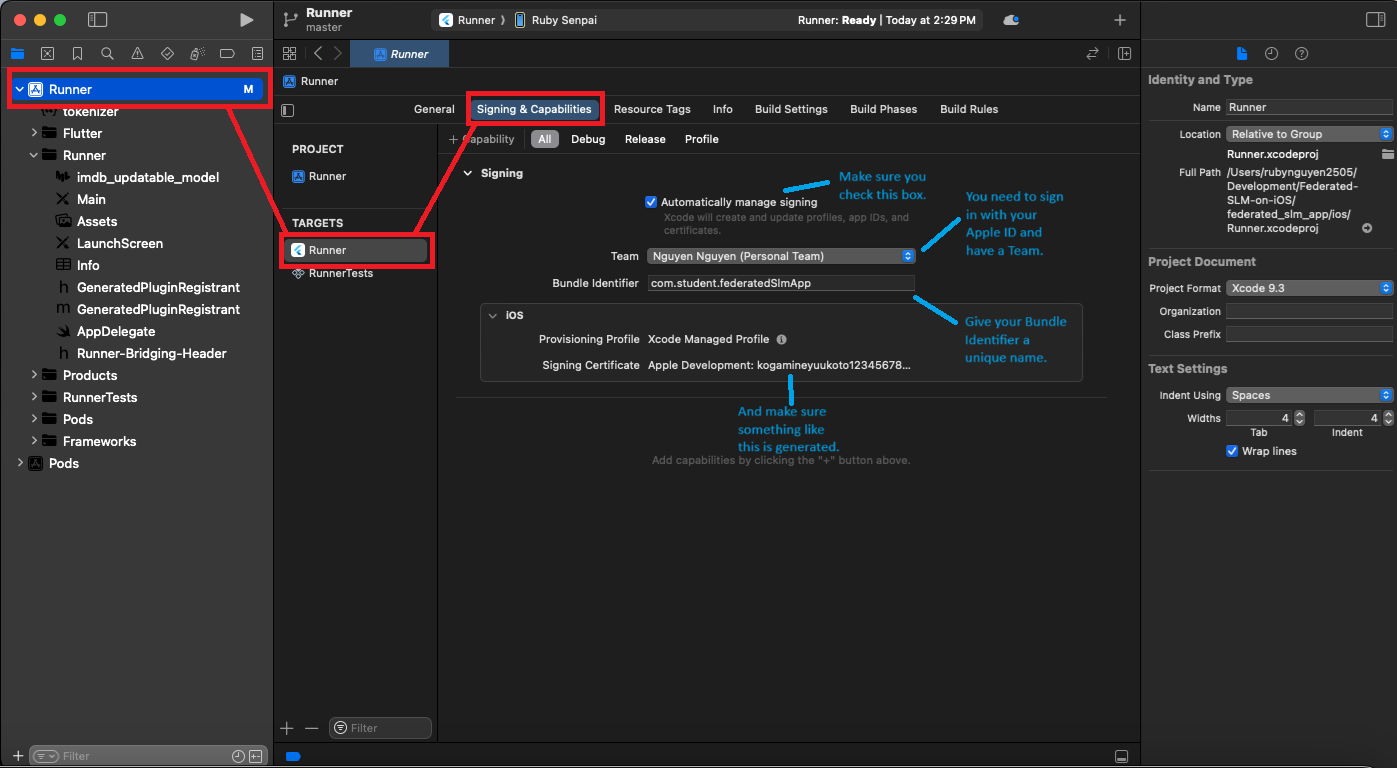 Runner
master
Runner
Ruby Senpai
Runner: Ready | Today at 2:29 PM
Runner
Runner M
tokenizer
Flutter
Runner
imdb_updatable_model
Main
Assets
LaunchScreen
Info
GeneratedPluginRegistrant
GeneratedPluginRegistrant
AppDelegate
Runner-Bridging-Header
Products
RunnerTests
Pods
Frameworks
Pods
Filter
Runner
General
Signing & Capabilities
Resource Tags
Info
Build Settings
Build Phases
Build Rules
PROJECT
Runner
TARGETS
Runner
RunnerTests
Filter
+ Capability
All
Debug
Release
Profile
Signing
Automatically manage signing
Xcode will create and update profiles, app IDs, and
certificates.
Make sure you
check this box.
Team
Nguyen Nguyen (Personal Team)
You need to sign
in with your
Apple ID and
have a Team.
Bundle Identifier
com.student.federatedSlmApp
Give your Bundle
Identifier a
unique name.
iOS
Provisioning Profile
Xcode Managed Profile
Signing Certificate
Apple Development: kogamineyuukoto12345678...
And make sure
something like
this is generated.
Add capabilities by clicking the "+" button above.
Identity and Type
Name Runner
Location Relative to Group
Runner.xcodeproj
Full Path /Users/rubynguyen2505/
Development/Federated-
SLM-on-iOS/
federated_slm_app/ios/
Runner.xcodeproj
Project Document
Project Format Xcode 9.3
Organization
Class Prefix
Text Settings
Indent Using Spaces
Widths 4 4
Tab Indent
Wrap lines